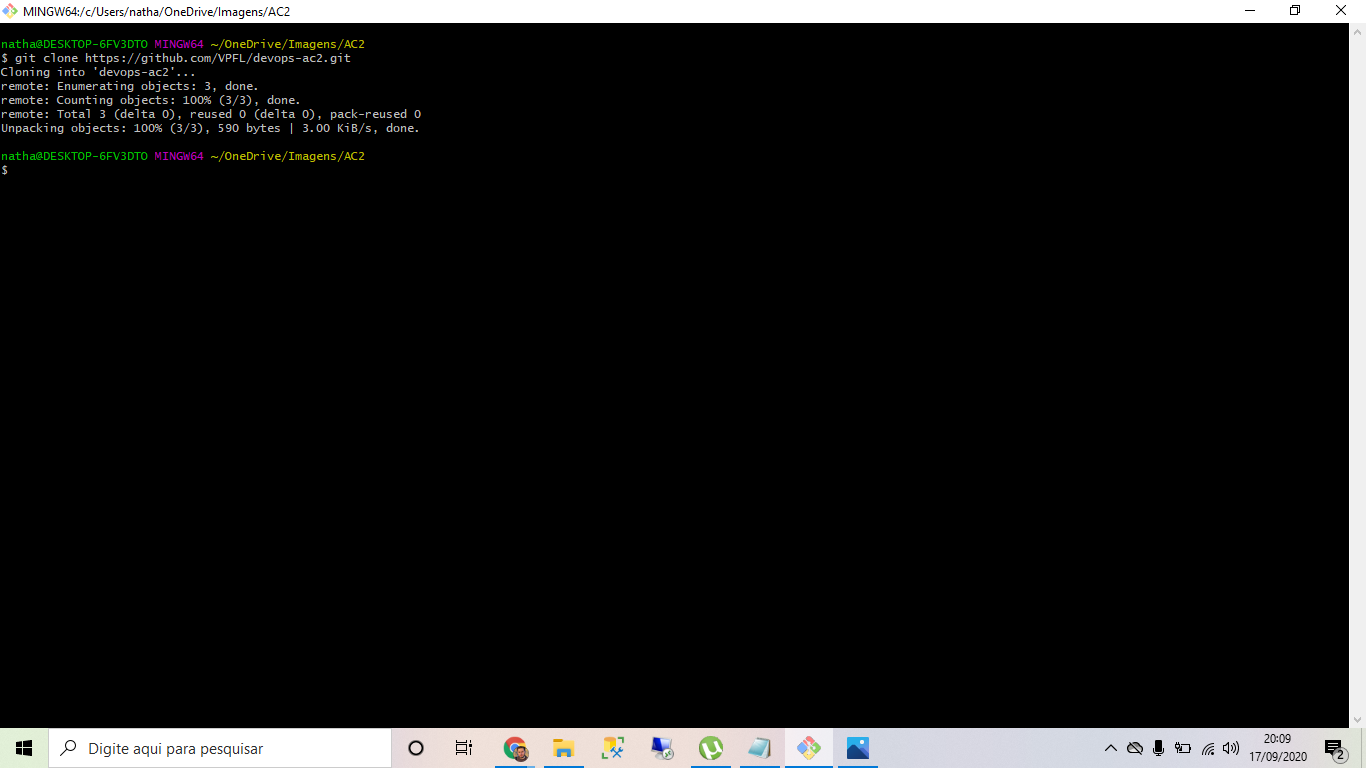 MINGW64:/c/Users/natha/OneDrive/Imagens/AC2
natha@DESKTOP-6FV3DTO MINGW64 ~/OneDrive/Imagens/AC2
$ git clone https://github.com/VPFL/devops-ac2.git
Cloning into 'devops-ac2'...
remote: Enumerating objects: 3, done.
remote: Counting objects: 100% (3/3), done.
remote: Total 3 (delta 0), reused 0 (delta 0), pack-reused 0
Unpacking objects: 100% (3/3), 590 bytes | 3.00 KiB/s, done.
natha@DESKTOP-6FV3DTO MINGW64 ~/OneDrive/Imagens/AC2
$
Digite aqui para pesquisar
20:09
17/09/2020
2